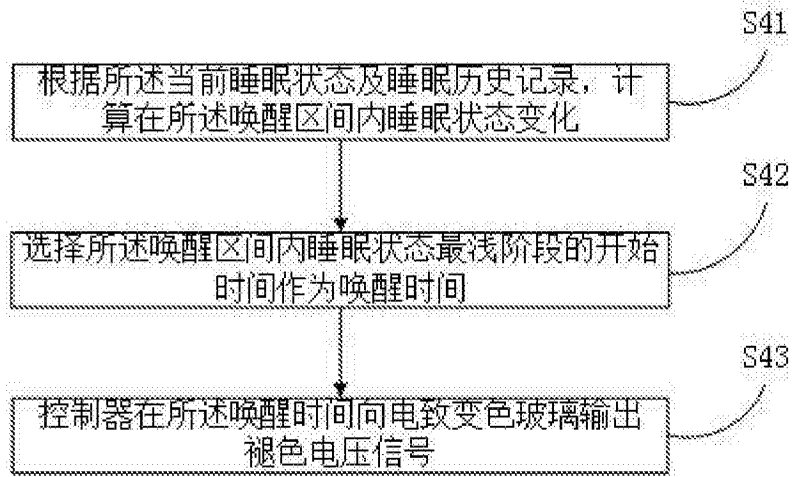 S41
根据所述当前睡眠状态及睡眠历史记录，计
算在所述唤醒区间内睡眠状态变化
S42
选择所述唤醒区间内睡眠状态最浅阶段的开始
时间作为唤醒时间
S43
控制器在所述唤醒时间向电致变色玻璃输出
褪色电压信号